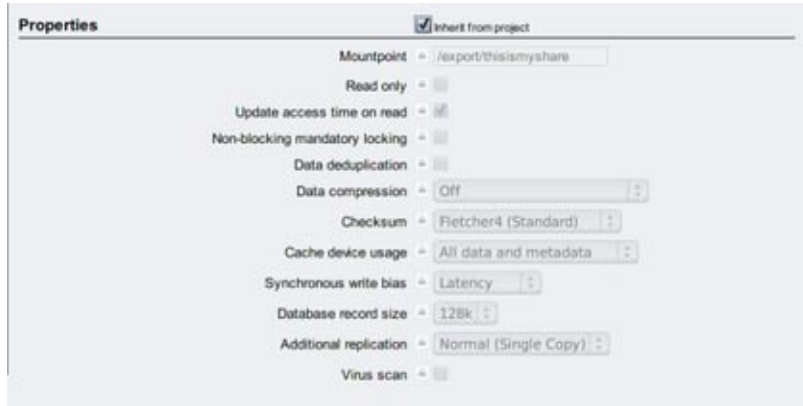 Properties Inherit from project
Mountpoint /export/thisismyshare
Read only
Update access time on read
Non-blocking mandatory locking
Data deduplication
Data compression Off
Checksum Fletcher4 (Standard)
Cache device usage All data and metadata
Synchronous write bias Latency
Database record size 128k
Additional replication Normal (Single Copy)
Virus scan